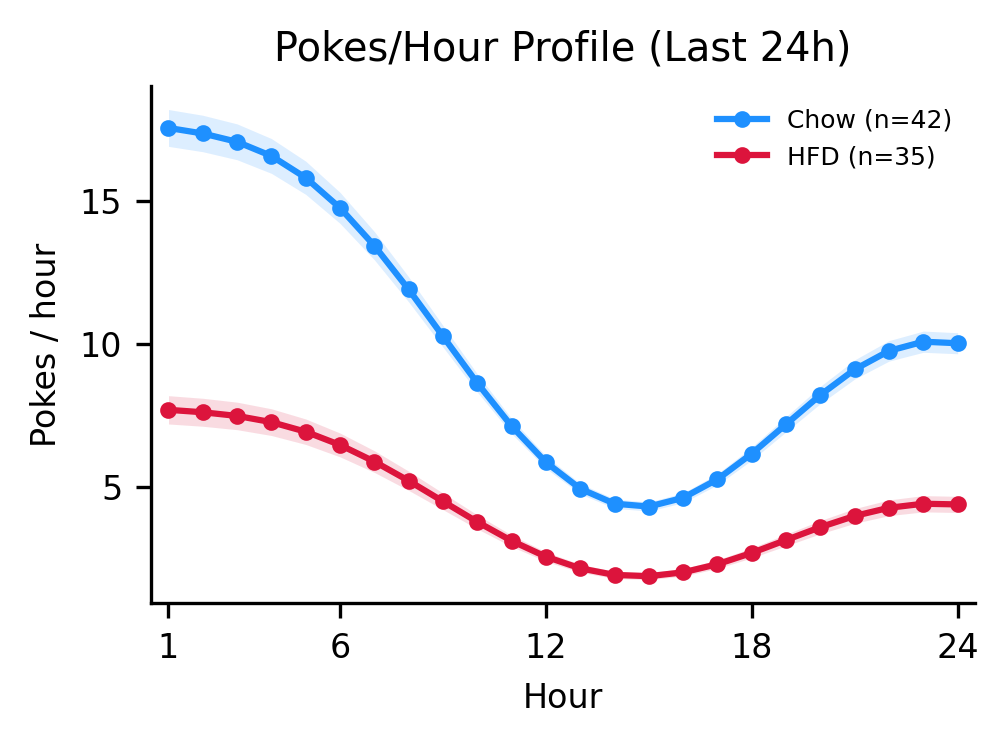 Pokes/Hour Profile (Last 24h)
Chow (n=42)
HFD (n=35)
Pokes / hour
15
10
5
1 6 12 18 24
Hour